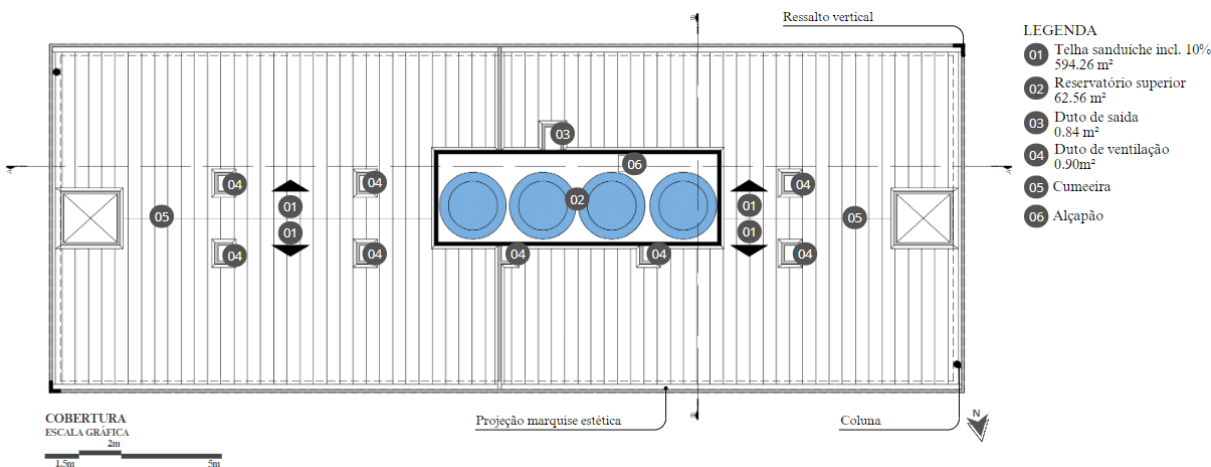 Ressalto vertical
LEGENDA
01 Telha sanduiche incl. 10%
594.26 m²
02 Reservatório superior
62.56 m²
03 Duto de saída
0.84 m²
04 Duto de ventilação
0.90m²
05 Cumeeira
06 Alçapão
B
03
A
06
A
04
04
04
01
01
02
05
05
01
01
04
04
04
04
04
Projeção marquise estética
Coluna
B
N
COBERTURA
ESCALA GRÁFICA
2m
1.5m
5m